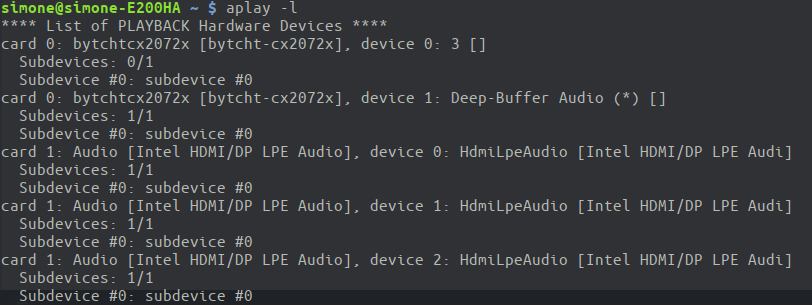 simone@simone-E200HA ~ $ aplay -l
**** List of PLAYBACK Hardware Devices ****
card 0: bytchtcx2072x [bytcht-cx2072x], device 0: 3 []
  Subdevices: 0/1
  Subdevice #0: subdevice #0
card 0: bytchtcx2072x [bytcht-cx2072x], device 1: Deep-Buffer Audio (*) []
  Subdevices: 1/1
  Subdevice #0: subdevice #0
card 1: Audio [Intel HDMI/DP LPE Audio], device 0: HdmiLpeAudio [Intel HDMI/DP LPE Audi]
  Subdevices: 1/1
  Subdevice #0: subdevice #0
card 1: Audio [Intel HDMI/DP LPE Audio], device 1: HdmiLpeAudio [Intel HDMI/DP LPE Audi]
  Subdevices: 1/1
  Subdevice #0: subdevice #0
card 1: Audio [Intel HDMI/DP LPE Audio], device 2: HdmiLpeAudio [Intel HDMI/DP LPE Audi]
  Subdevices: 1/1
  Subdevice #0: subdevice #0